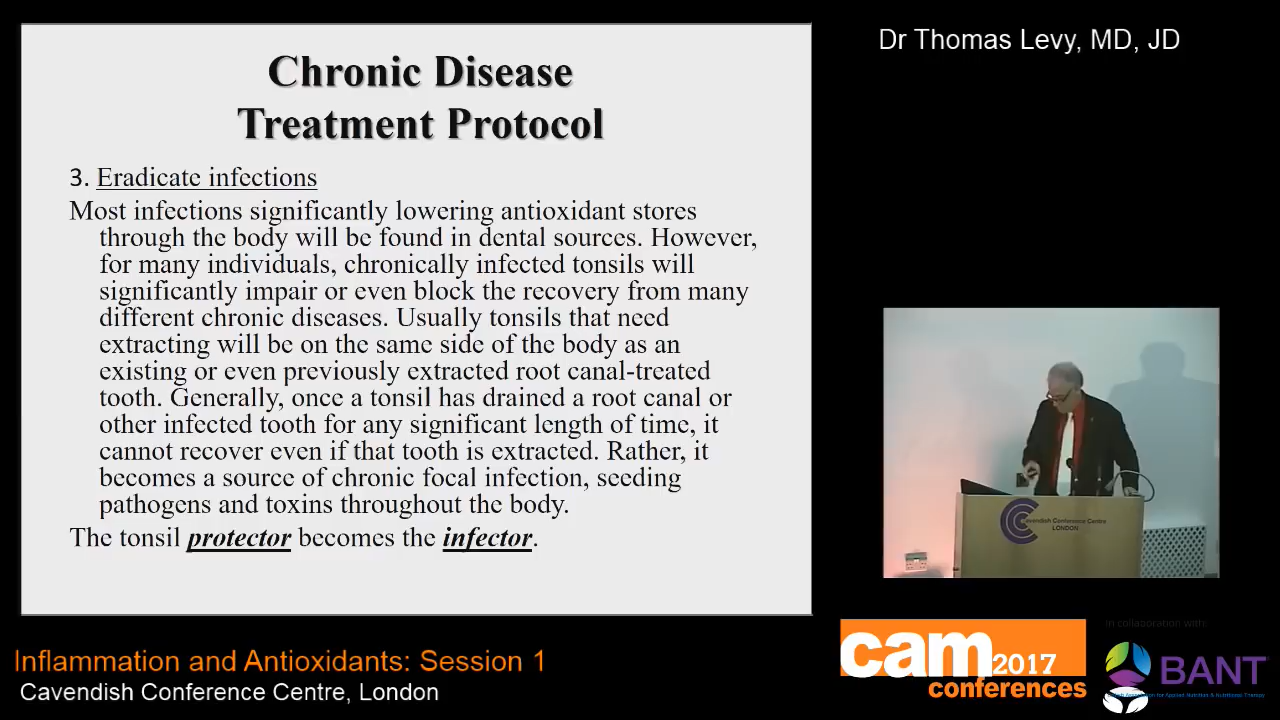 Dr Thomas Levy, MD, JD
Chronic Disease
Treatment Protocol
3. Eradicate infections
Most infections significantly lowering antioxidant stores
through the body will be found in dental sources. However,
for many individuals, chronically infected tonsils will
significantly impair or even block the recovery from many
different chronic diseases. Usually tonsils that need
extracting will be on the same side of the body as an
existing or even previously extracted root canal-treated
tooth. Generally, once a tonsil has drained a root canal or
other infected tooth for any significant length of time, it
cannot recover even if that tooth is extracted. Rather, it
becomes a source of chronic focal infection, seeding
pathogens and toxins throughout the body.
The tonsil protector becomes the infector.
Cavendish Conference Centre
LONDON
Inflammation and Antioxidants: Session 1
Cavendish Conference Centre, London
cam 2017
conferences
In collaboration with:
BANT
Association for Applied Nutrition & Nutritional Therapy